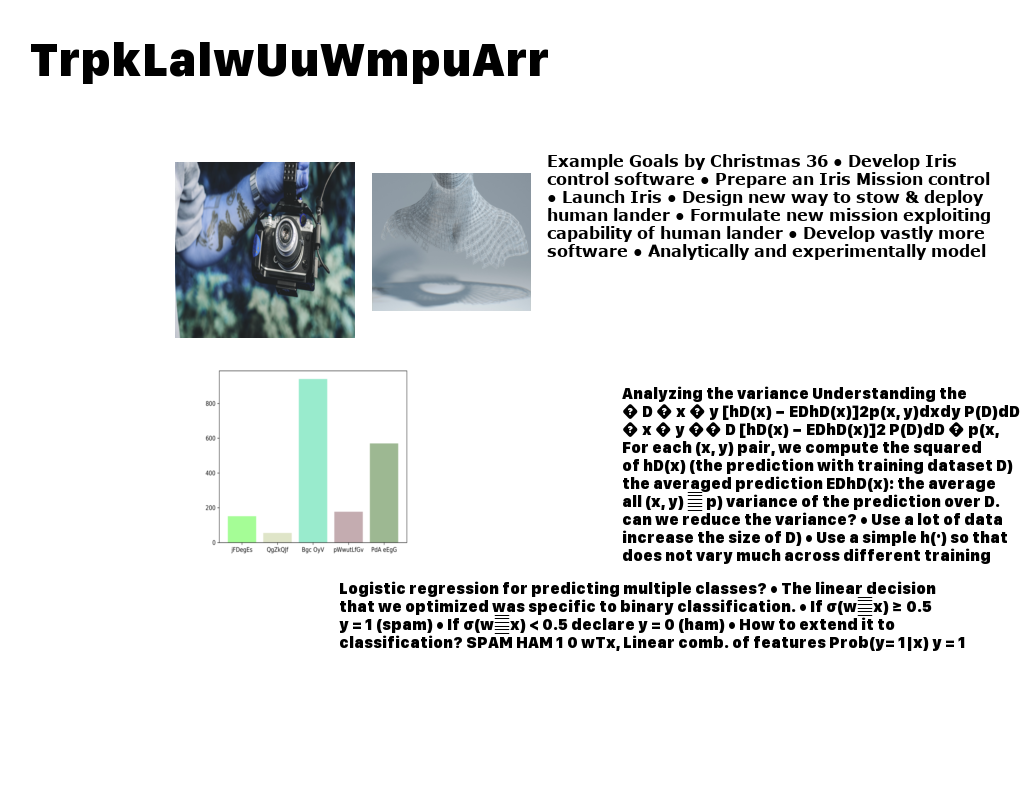 TrpkLalwUuWmpuArr
Example Goals by Christmas 36 ● Develop Iris
control software ● Prepare an Iris Mission control
● Launch Iris ● Design new way to stow & deploy
human lander ● Formulate new mission exploiting
capability of human lander ● Develop vastly more
software ● Analytically and experimentally model
800
600
400
200
0
jFDegEs QgZkQJf Bgc OyV pWwutLfGv PdA eEgG
Analyzing the variance Understanding the
� D � x � y [hD(x) − EDhD(x)]2p(x, y)dxdy P(D)dD
� x � y �� D [hD(x) − EDhD(x)]2 P(D)dD � p(x,
For each (x, y) pair, we compute the squared
of hD(x) (the prediction with training dataset D)
the averaged prediction EDhD(x): the average
all (x, y) p) variance of the prediction over D.
can we reduce the variance? • Use a lot of data
increase the size of D) • Use a simple h(·) so that
does not vary much across different training
Logistic regression for predicting multiple classes? • The linear decision
that we optimized was specific to binary classification. • If σ(w x) ≥ 0.5
y = 1 (spam) • If σ(w x) < 0.5 declare y = 0 (ham) • How to extend it to
classification? SPAM HAM 1 0 wTx, Linear comb. of features Prob(y= 1|x) y = 1